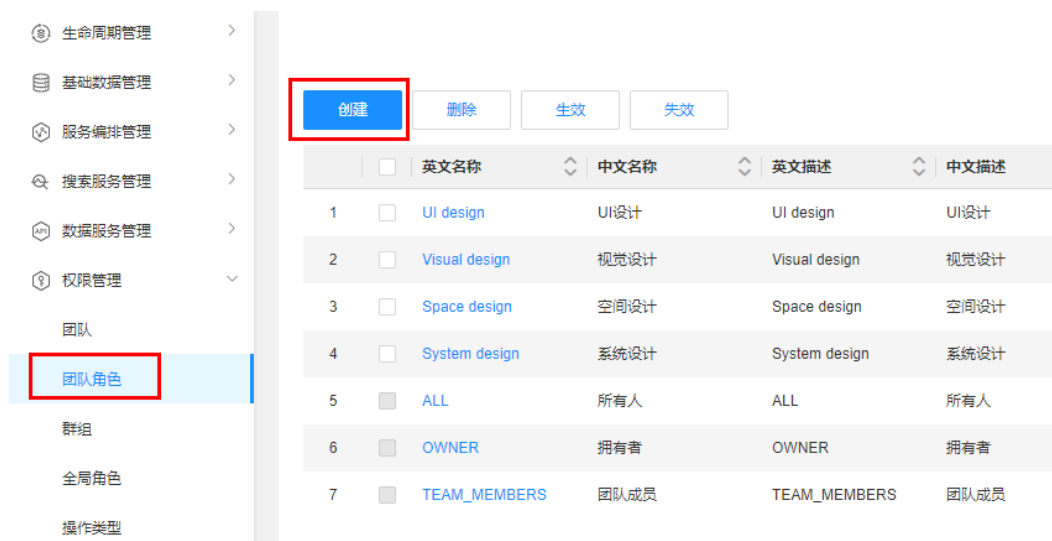 生命周期管理
基础数据管理
服务编排管理
搜索服务管理
API 数据服务管理
权限管理
团队
团队角色
群组
全局角色
操作类型
创建 删除 生效 失效
英文名称 中文名称 英文描述 中文描述
1 UI design UI设计 UI design UI设计
2 Visual design 视觉设计 Visual design 视觉设计
3 Space design 空间设计 Space design 空间设计
4 System design 系统设计 System design 系统设计
5 ALL 所有人 ALL 所有人
6 OWNER 拥有者 OWNER 拥有者
7 TEAM_MEMBERS 团队成员 TEAM_MEMBERS 团队成员